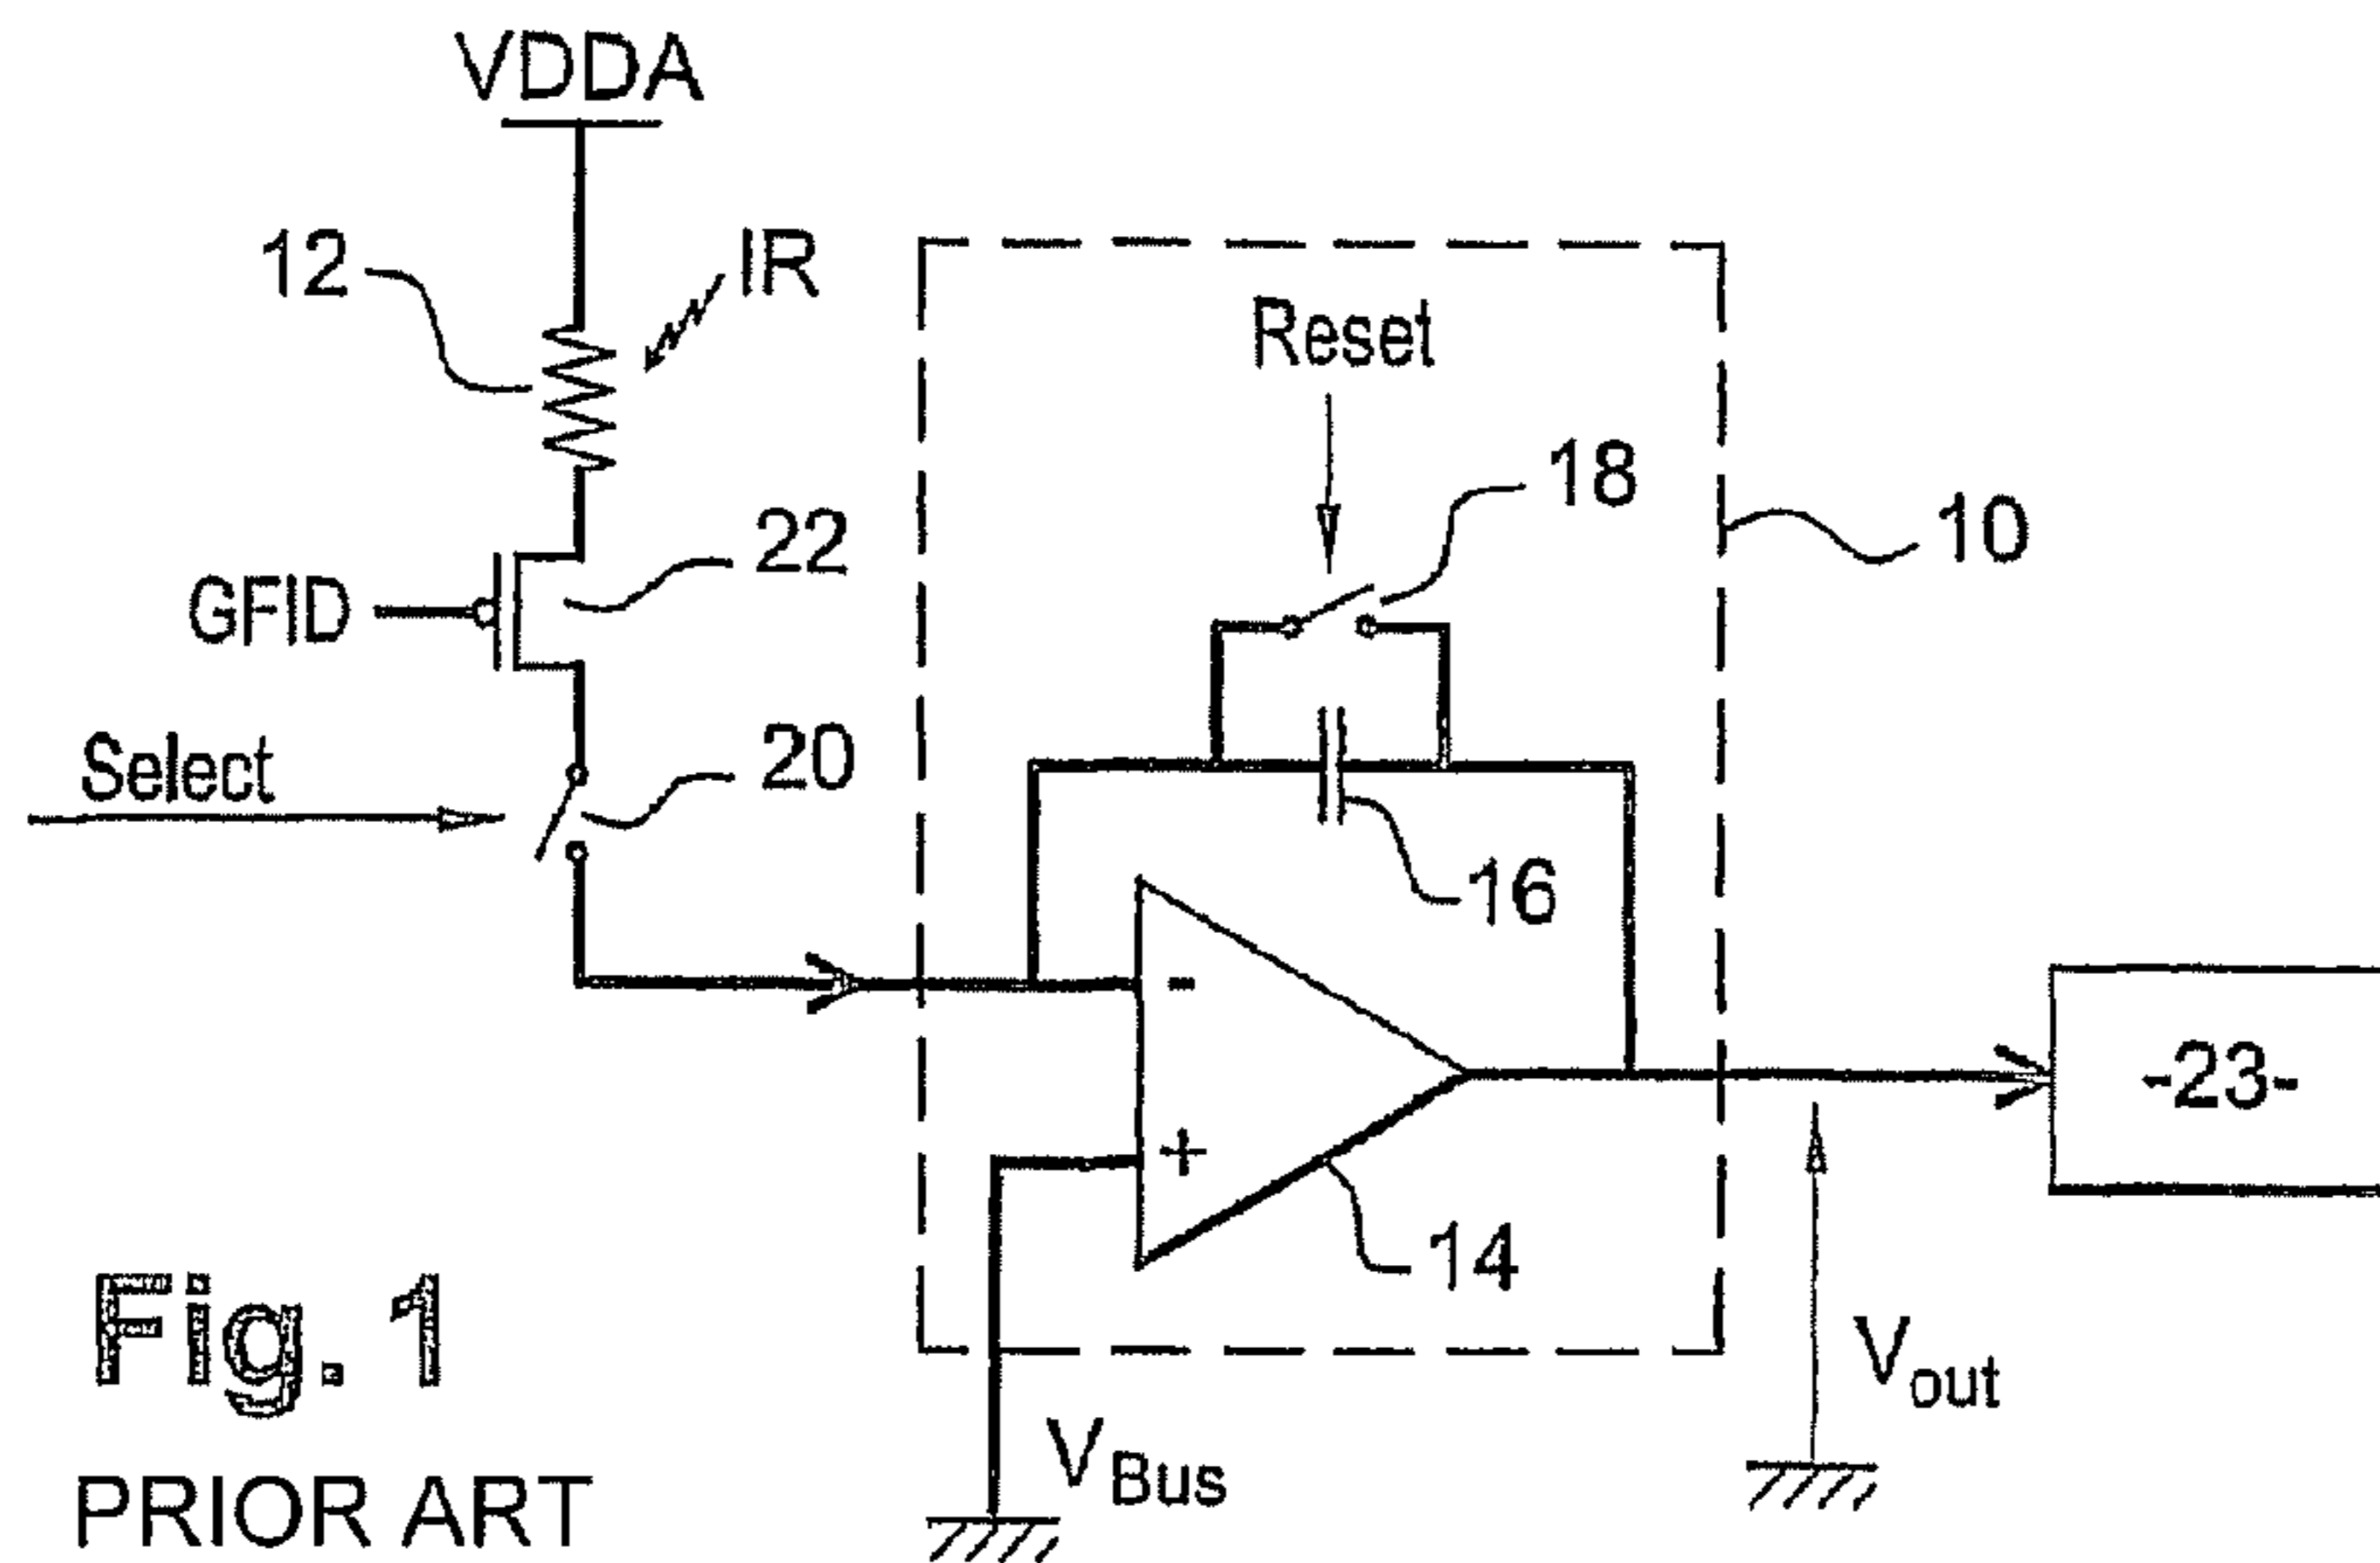 VDDA
12
IR
Reset
18
10
22
GFID
Select
20
16
-
-23-
+
14
Fig. 1
Vout
VBus
PRIOR ART